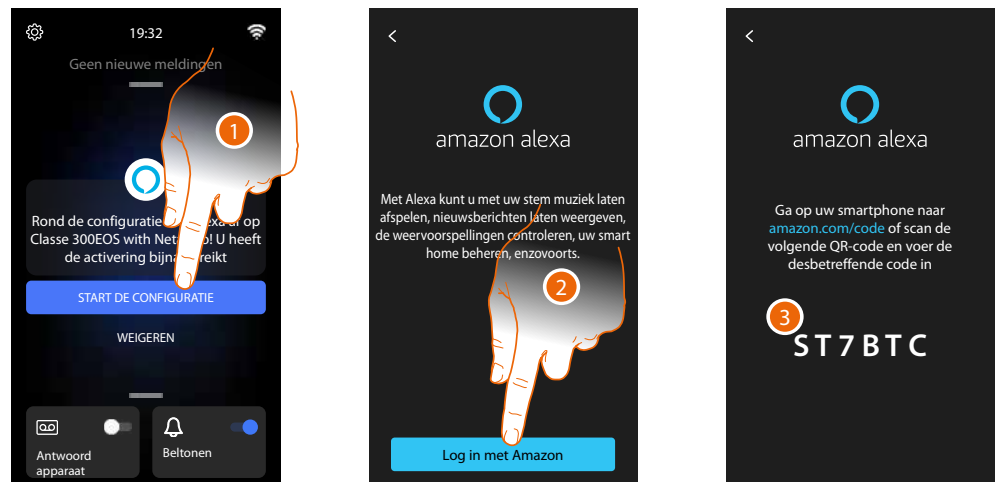 19:32
Geen nieuwe meldingen
1
Rond de configuratie op
Classe 300EOS with Net o! U heeft
de activering bijna reikt
START DE CONFIGURATIE
WEIGEREN
Antwoord
apparaat
Beltonen
amazon alexa
Met Alexa kunt u met uw stem muziek laten
afspelen, nieuwsberichten laten weergeven,
de weervoorspellingen controleren, uw smart
home beheren, enzovoorts.
2
Log in met Amazon
amazon alexa
Ga op uw smartphone naar
amazon.com/code of scan de
volgende QR-code en voer de
desbetreffende code in
3
ST7BTC